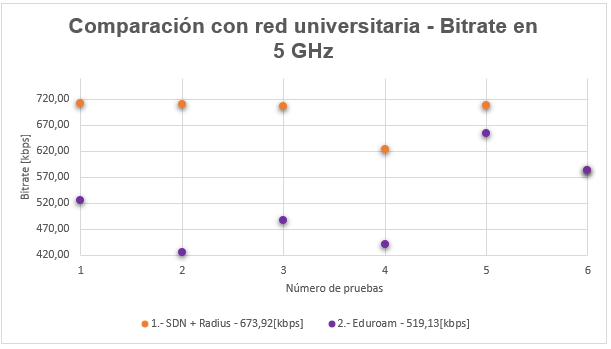 Comparación con red universitaria - Bitrate en
5 GHz
720,00
670,00
620,00
570,00
520,00
470,00
420,00
Bitrate [kbps]
1 2 3 4 5 6
Número de pruebas
1.- SDN + Radius - 673,92[kbps] 2.- Eduroam - 519,13[kbps]